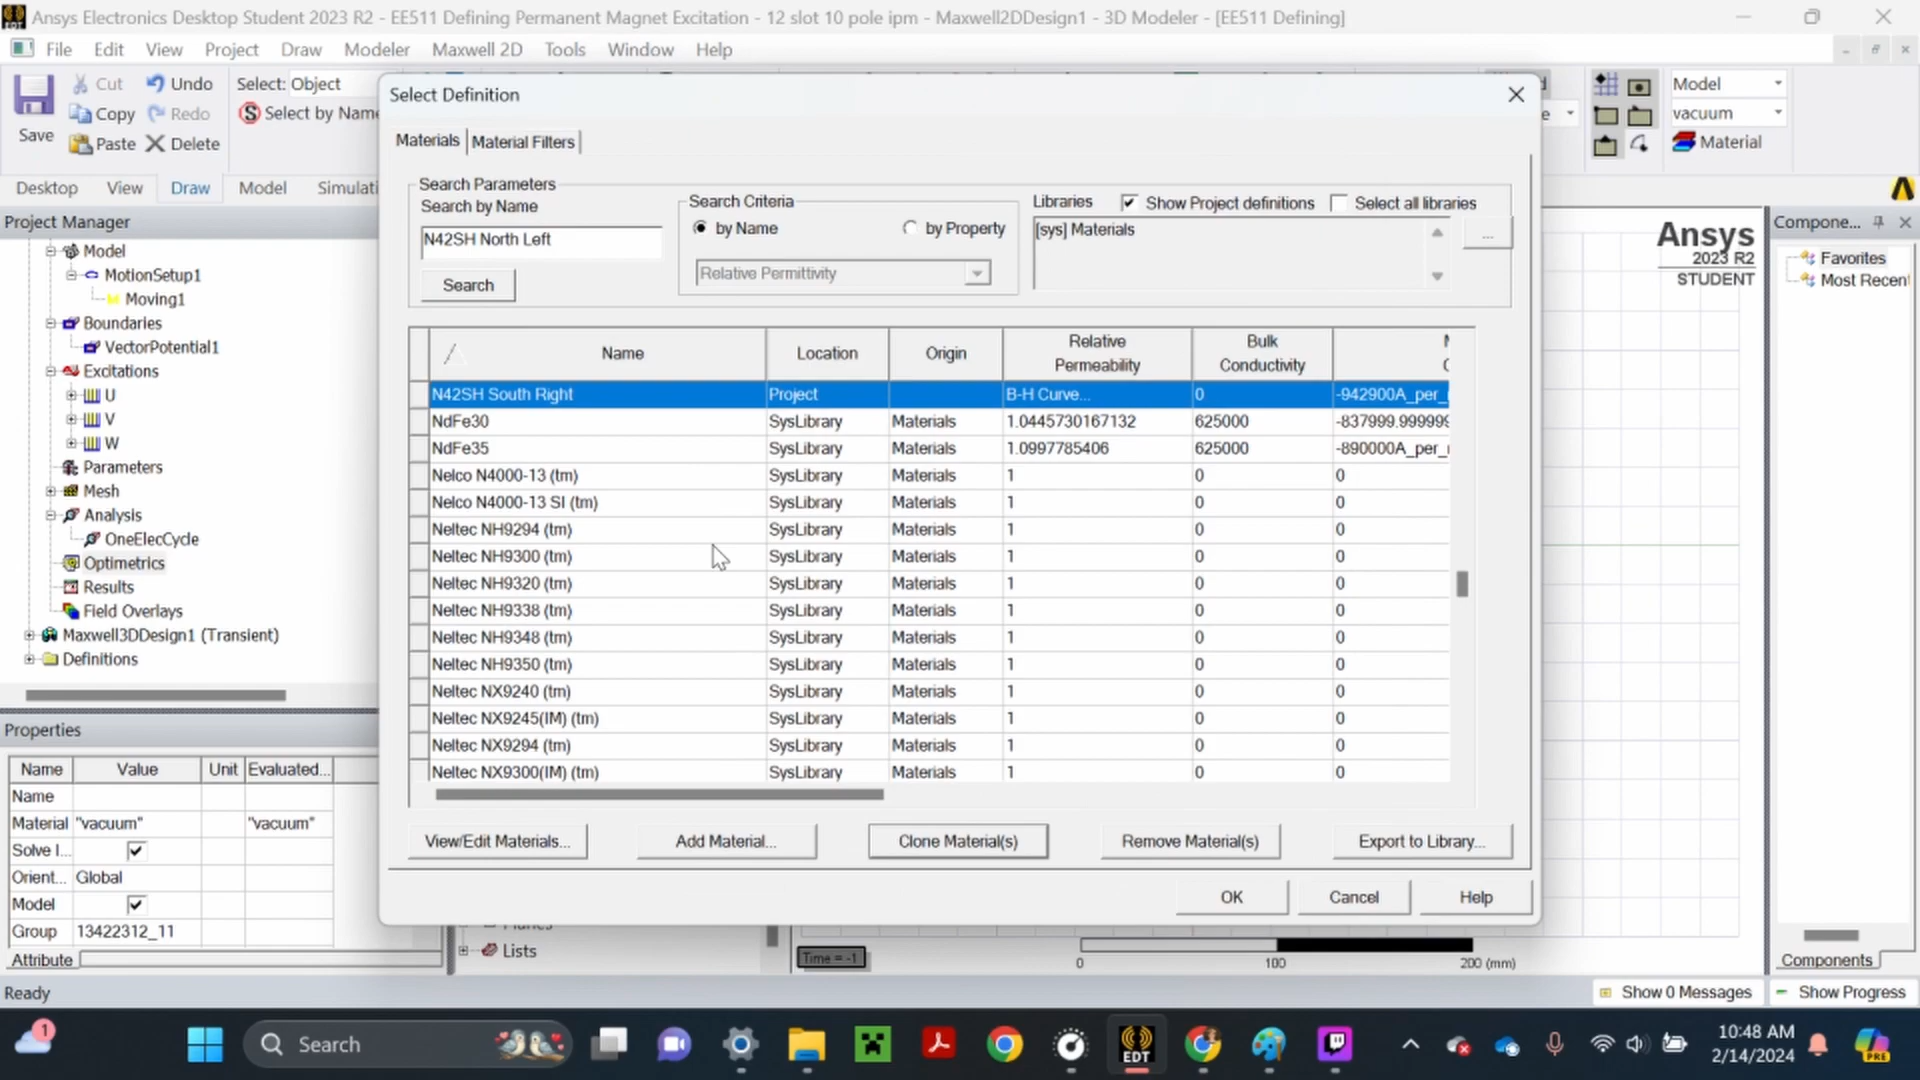 Ansys Electronics Desktop Student 2023 R2 - EE511 Defining Permanent Magnet Excitation - 12 slot 10 pole ipm - Maxwell2DDesign1 - 3D Modeler - [EE511 Defining]
File Edit View Project Draw Modeler Maxwell 2D Tools Window Help
Save
Cut
Copy
Paste
Undo
Redo
Delete
Select: Object
Select by Name
Model
vacuum
Material
Desktop View Draw Model Simulati
Project Manager
Model
MotionSetup1
Moving1
Boundaries
VectorPotential1
Excitations
U
V
W
Parameters
Mesh
Analysis
OneElecCycle
Optimetrics
Results
Field Overlays
Maxwell3DDesign1 (Transient)
Definitions
Properties
Name Value Unit Evaluated...
Name
Material "vacuum" "vacuum"
Solve I...
Orient... Global
Model
Group 13422312_11
Attribute
Select Definition
Materials Material Filters
Search Parameters
Search by Name
N42SH North Left
Search
Search Criteria
by Name by Property
Relative Permittivity
Libraries Show Project definitions Select all libraries
[sys] Materials
...
Name Location Origin Relative Permeability Bulk Conductivity
N42SH South Right Project B-H Curve... 0 -942900A_per_
NdFe30 SysLibrary Materials 1.0445730167132 625000 -837999.999999
NdFe35 SysLibrary Materials 1.0997785406 625000 -890000A_per_
Nelco N4000-13 (tm) SysLibrary Materials 1 0 0
Nelco N4000-13 SI (tm) SysLibrary Materials 1 0 0
Neltec NH9294 (tm) SysLibrary Materials 1 0 0
Neltec NH9300 (tm) SysLibrary Materials 1 0 0
Neltec NH9320 (tm) SysLibrary Materials 1 0 0
Neltec NH9338 (tm) SysLibrary Materials 1 0 0
Neltec NH9348 (tm) SysLibrary Materials 1 0 0
Neltec NH9350 (tm) SysLibrary Materials 1 0 0
Neltec NX9240 (tm) SysLibrary Materials 1 0 0
Neltec NX9245(IM) (tm) SysLibrary Materials 1 0 0
Neltec NX9294 (tm) SysLibrary Materials 1 0 0
Neltec NX9300(IM) (tm) SysLibrary Materials 1 0 0
View/Edit Materials... Add Material... Clone Material(s) Remove Material(s) Export to Library...
OK Cancel Help
Lists
Time = -1
0 100 200 (mm)
Ansys
2023 R2
STUDENT
Compone...
Favorites
Most Recen
Components
Ready
Show 0 Messages Show Progress
1
Search
EDT
10:48 AM
2/14/2024
PRE